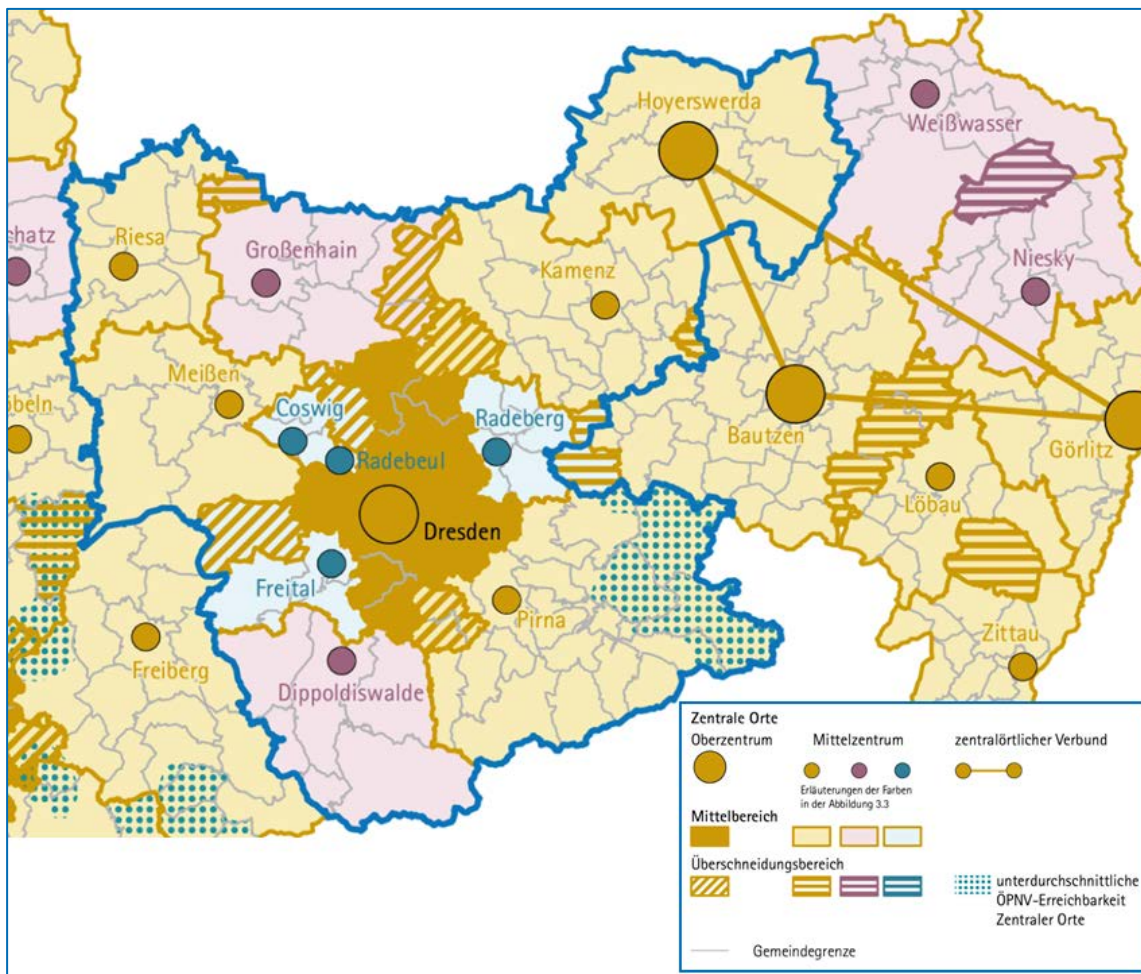 Hoyerswerda
Weißwasser
Riesa
Großenhain
chatz
Kamenz
Niesky
Meißen
Coswig
Radeberg
öbeln
Radebeul
Bautzen
Görlitz
Löbau
Dresden
Freital
Pirna
Freiberg
Zittau
Dippoldiswalde
Zentrale Orte
Oberzentrum
Mittelzentrum
zentralörtlicher Verbund
Erläuterungen der Farben
in der Abbildung 3.3
Mittelbereich
Überschneidungsbereich
unterdurchschnittliche
ÖPNV-Erreichbarkeit
Zentraler Orte
Gemeindegrenze